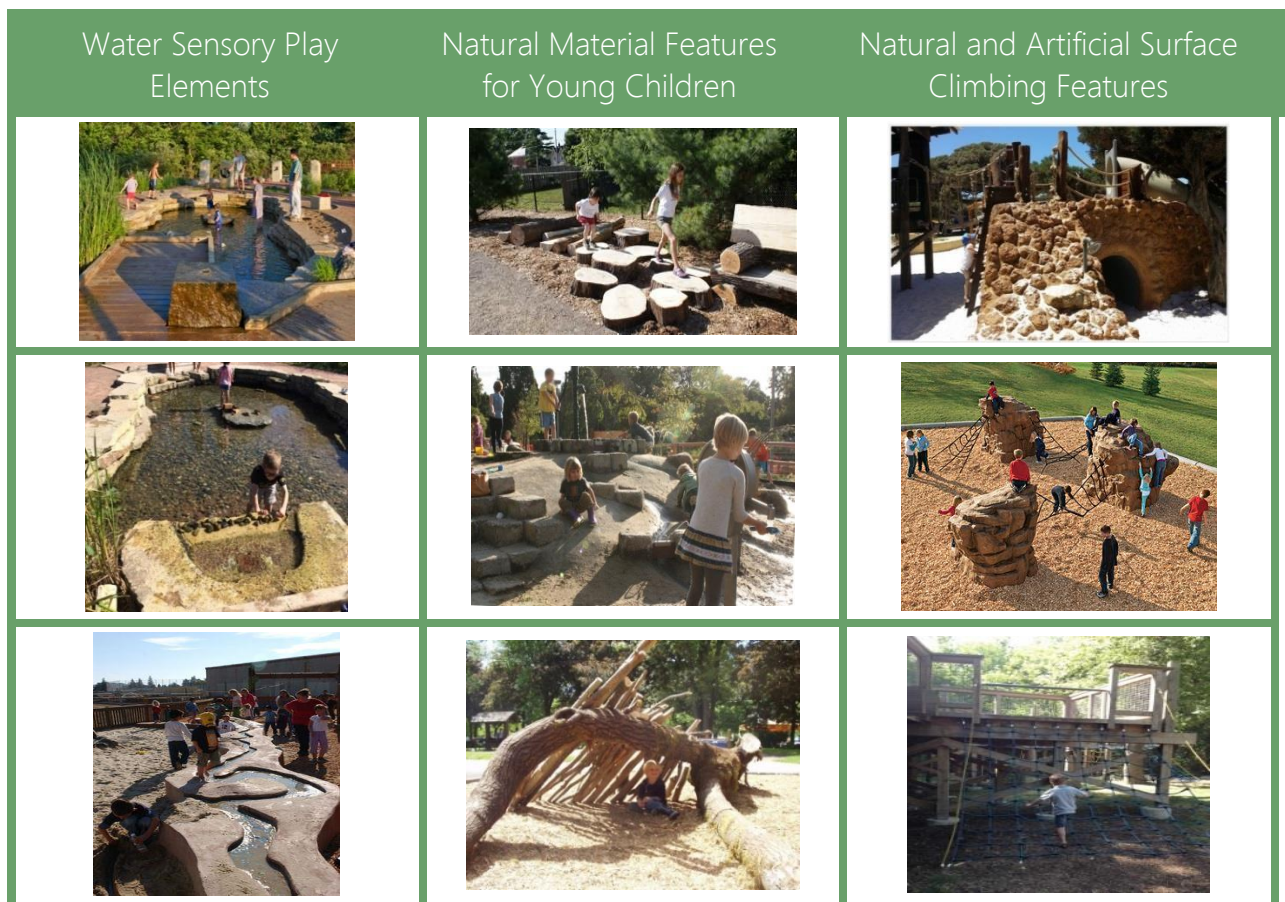 Water Sensory Play
Elements
Natural Material Features
for Young Children
Natural and Artificial Surface
Climbing Features